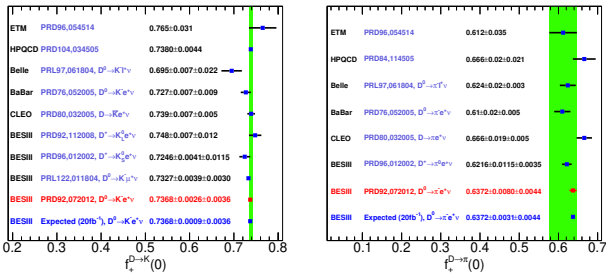 ETM PRD96,054514 0.765±0.031
HPQCD PRD104,034505 0.7380±0.0044
Belle PRL97,061804, D⁰→K⁻l⁺ν 0.695±0.007±0.022
BaBar PRD76,052005, D⁰→K⁻e⁺ν 0.727±0.007±0.009
CLEO PRD80,032005, D→K̅e⁺ν 0.739±0.007±0.005
BESIII PRD92,112008, D⁺→K⁰_L e⁺ν 0.748±0.007±0.012
BESIII PRD96,012002, D⁺→K⁰_S e⁺ν 0.7246±0.0041±0.0115
BESIII PRL122,011804, D⁰→K⁻μ⁺ν 0.7327±0.0039±0.0030
BESIII PRD92,072012, D⁰→K⁻e⁺ν 0.7368±0.0026±0.0036
BESIII Expected (20fb⁻¹), D⁰→K⁻e⁺ν 0.7368±0.0009±0.0036
0.2 0.3 0.4 0.5 0.6 0.7 0.8
f₊^{D→K}(0)
ETM PRD96,054514 0.612±0.035
HPQCD PRD84,114505 0.666±0.02±0.021
Belle PRL97,061804, D⁰→π⁻l⁺ν 0.624±0.02±0.003
BaBar PRD76,052005, D⁰→π⁻e⁺ν 0.61±0.02±0.005
CLEO PRD80,032005, D→πe⁺ν 0.666±0.019±0.005
BESIII PRD96,012002, D⁺→π⁰e⁺ν 0.6216±0.0115±0.0035
BESIII PRD92,072012, D⁰→π⁻e⁺ν 0.6372±0.0080±0.0044
BESIII Expected (20fb⁻¹), D⁰→π⁻e⁺ν 0.6372±0.0031±0.0044
0.1 0.2 0.3 0.4 0.5 0.6 0.7
f₊^{D→π}(0)